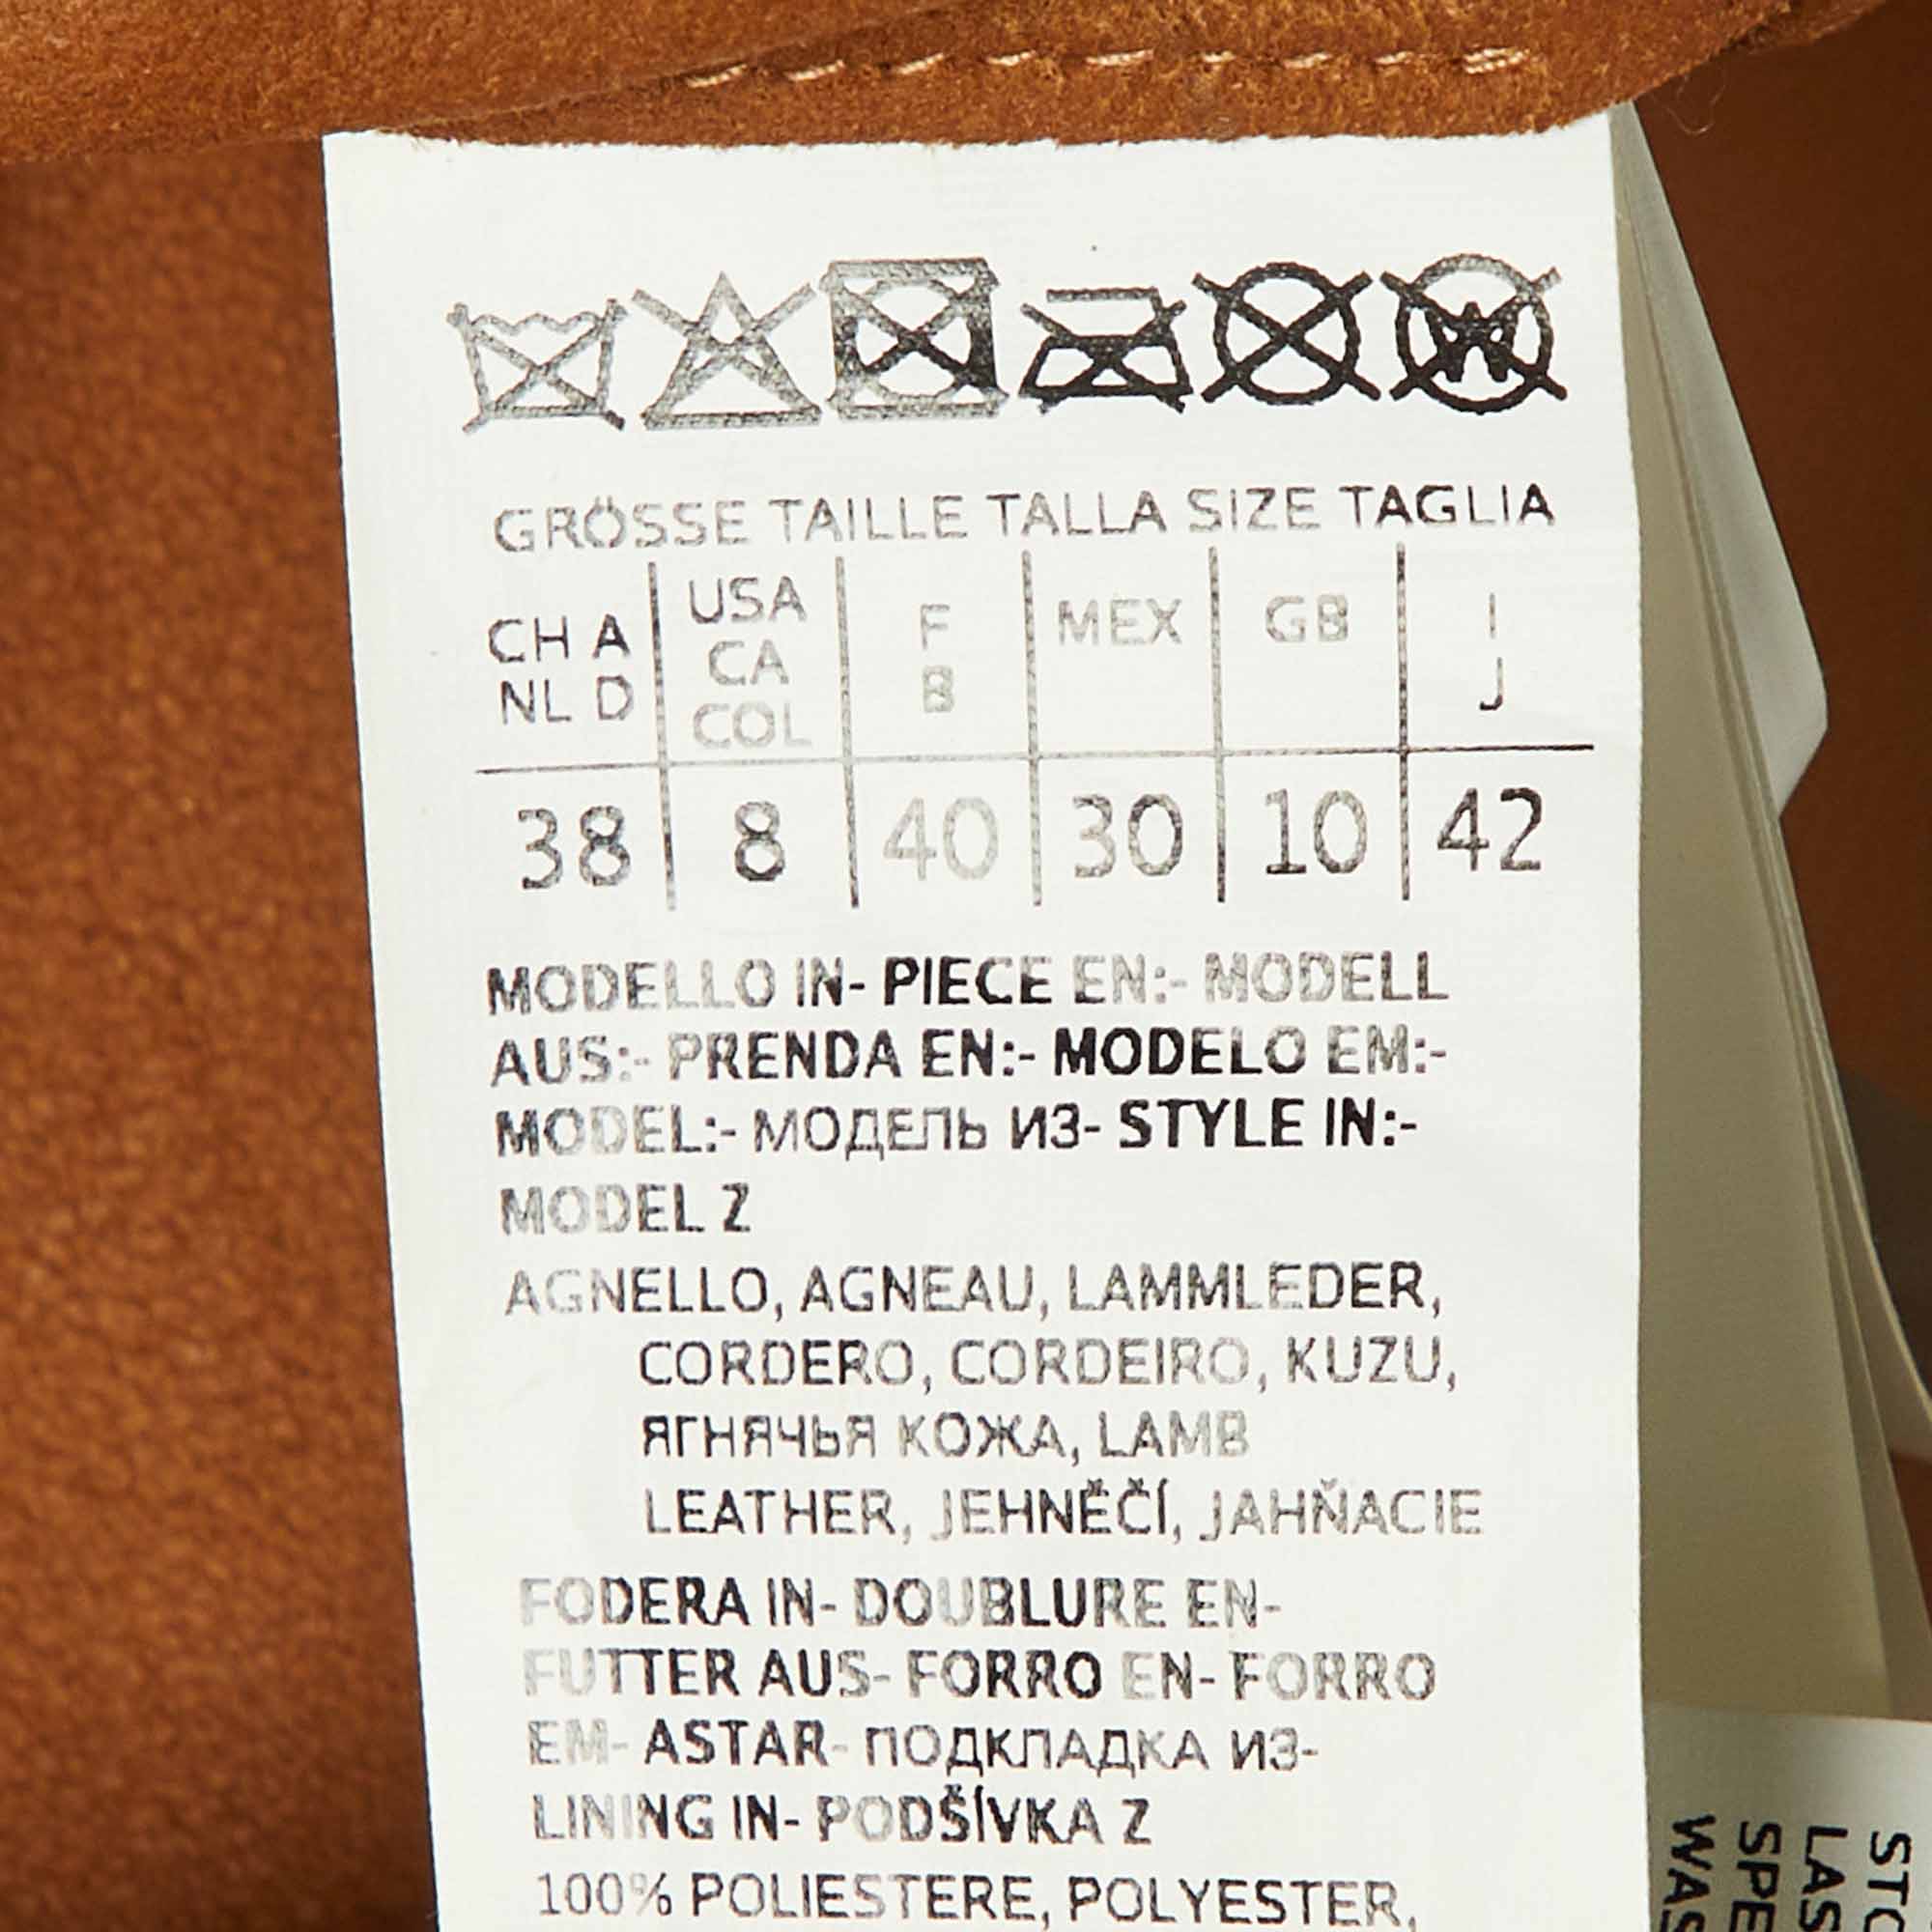 W
GRÖSSE TAILLE TALLA SIZE TAGLIA
CH A NL D | USA CA COL | F B | MEX | GB | I J
38 | 8 | 40 | 30 | 10 | 42
MODELLO IN- PIECE EN:- MODELL
AUS:- PRENDA EN:- MODELO EM:-
MODEL:- МОДЕЛЬ ИЗ- STYLE IN:-
MODEL Z
AGNELLO, AGNEAU, LAMMLEDER,
CORDERO, CORDEIRO, KUZU,
ЯГНЯЧЬЯ КОЖА, LAMB
LEATHER, JEHNĚČÍ, JAHŇACIE
FODERA IN- DOUBLURE EN-
FUTTER AUS- FORRO EN- FORRO
EM- ASTAR- ПОДКЛАДКА ИЗ-
LINING IN- PODŠÍVKA Z
100% POLIESTERE, POLYESTER,